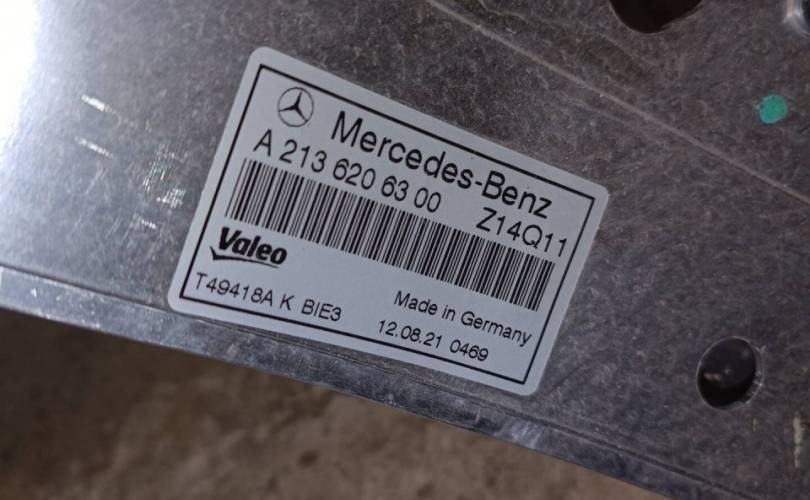 Mercedes-Benz
A 213 620 63 00 Z14Q11
Valeo
Made in Germany
T49418A K BIE3 12.08.21 0469